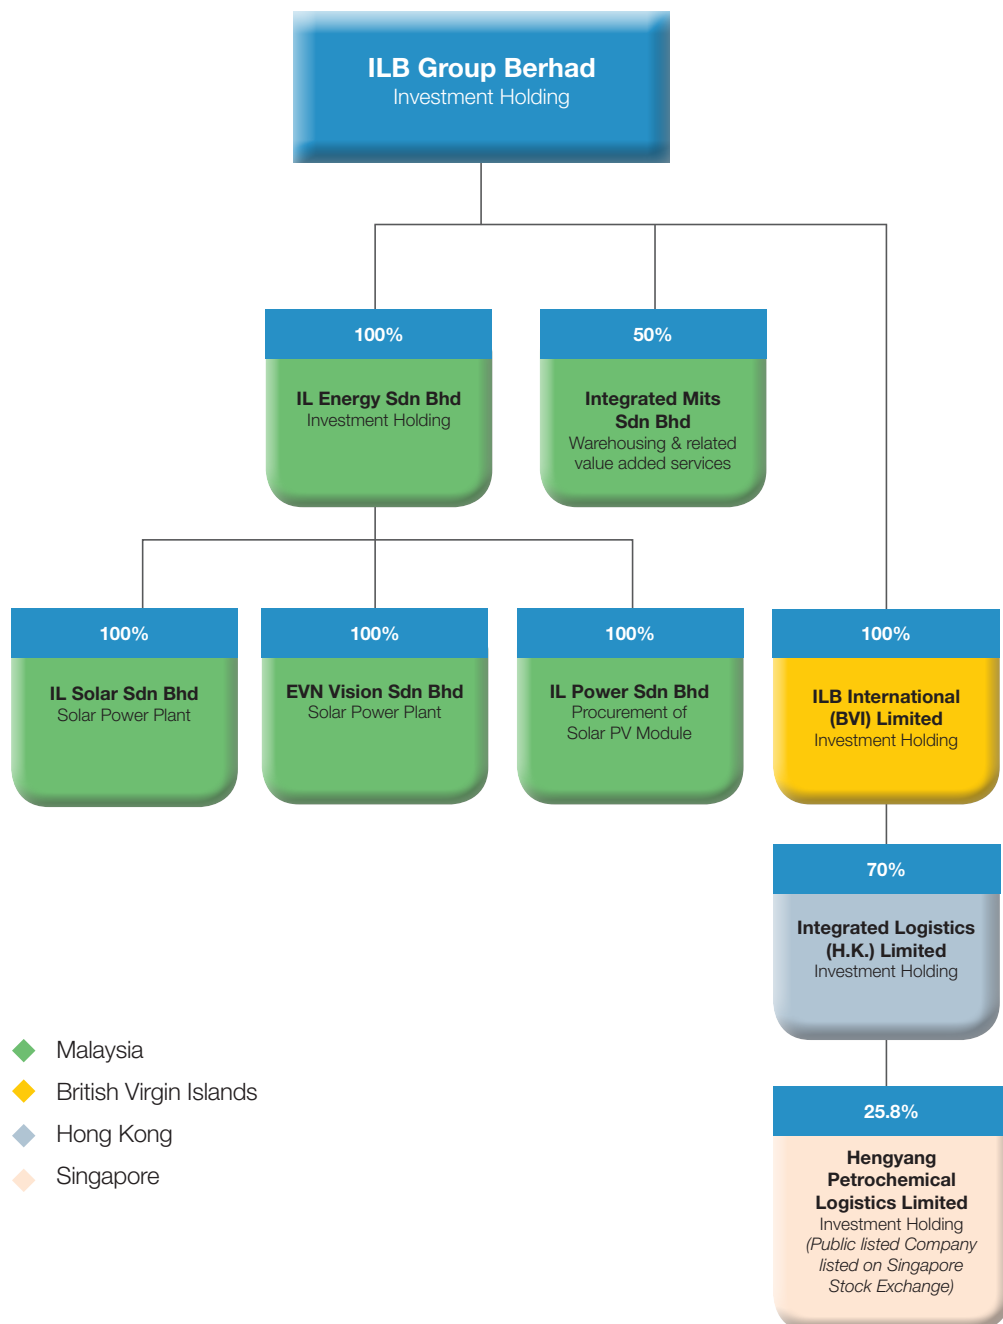 ILB Group Berhad
Investment Holding
100%
IL Energy Sdn Bhd
Investment Holding
50%
Integrated Mits
Sdn Bhd
Warehousing & related
value added services
100%
IL Solar Sdn Bhd
Solar Power Plant
100%
EVN Vision Sdn Bhd
Solar Power Plant
100%
IL Power Sdn Bhd
Procurement of
Solar PV Module
100%
ILB International
(BVI) Limited
Investment Holding
70%
Integrated Logistics
(H.K.) Limited
Investment Holding
25.8%
Hengyang
Petrochemical
Logistics Limited
Investment Holding
(Public listed Company
listed on Singapore
Stock Exchange)
Malaysia
British Virgin Islands
Hong Kong
Singapore